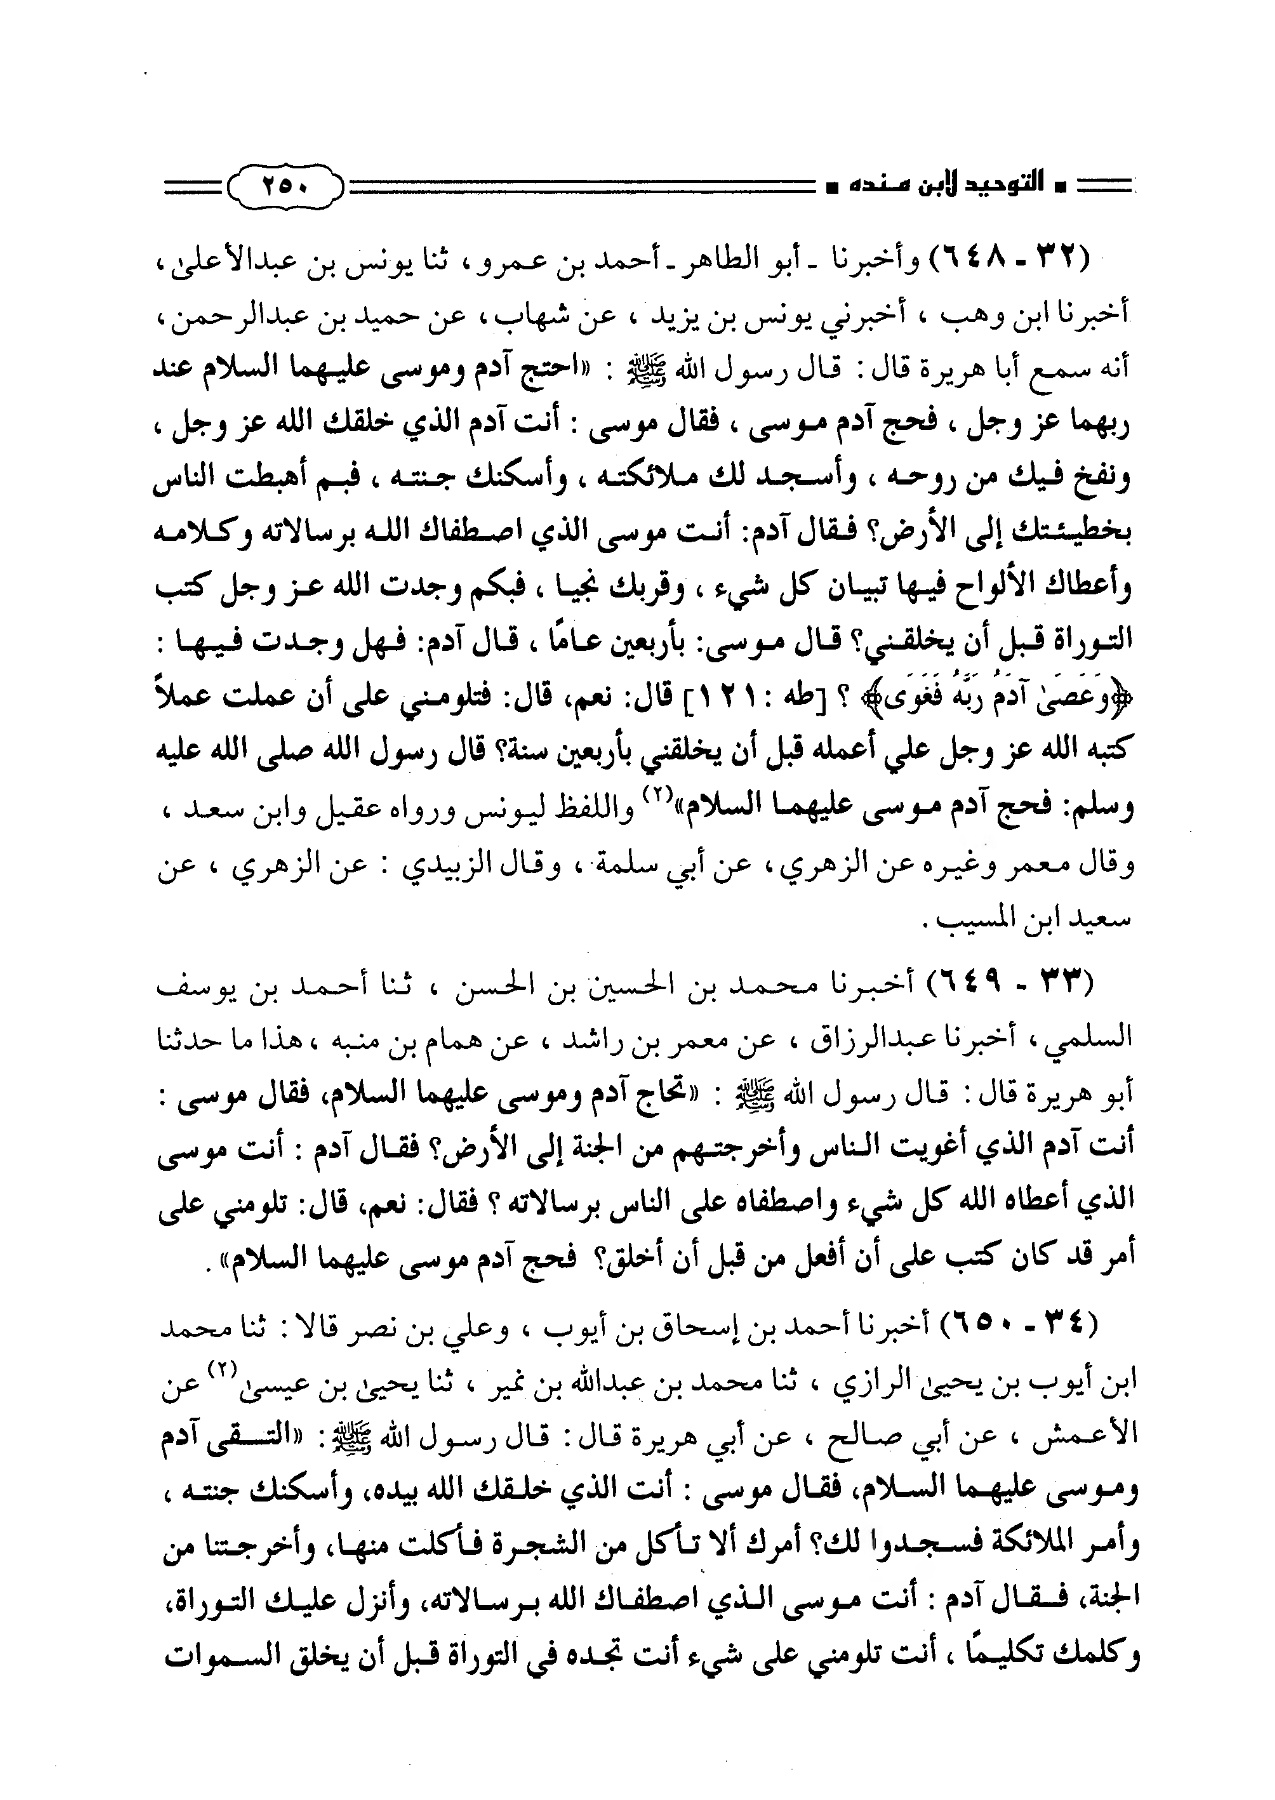 ▪ التوحيد لابن منده ▪ ٢٥٠
(٣٢ - ٦٤٨) وأخبرنا - أبو الطاهر - أحمد بن عمرو، ثنا يونس بن عبدالأعلىٰ،
أخبرنا ابن وهب ، أخبرني يونس بن يزيد ، عن شهاب، عن حميد بن عبدالرحمن،
أنه سمع أبا هريرة قال : قال رسول الله ﷺ : «احتج آدم وموسى عليهما السلام عند
ربهما عز وجل ، فحج آدم موسى ، فقال موسى : أنت آدم الذي خلقك الله عز وجل ،
ونفخ فيك من روحه ، وأسجد لك ملائكته ، وأسكنك جنته ، فبم أهبطت الناس
بخطيئتك إلى الأرض؟ فقال آدم: أنت موسى الذي اصطفاك الله برسالاته وكلامه
وأعطاك الألواح فيها تبيان كل شيء ، وقربك نجيا ، فبكم وجدت الله عز وجل كتب
التوراة قبل أن يخلقني؟ قال موسى: بأربعين عامًا ، قال آدم: فهل وجدت فيها :
﴿وَعَصَىٰ آدَمُ رَبَّهُ فَغَوَى﴾ ؟ [طه : ١٢١] قال: نعم، قال: فتلومني على أن عملت عملاً
كتبه الله عز وجل علي أعمله قبل أن يخلقني بأربعين سنة؟ قال رسول الله صلى الله عليه
وسلم: فحج آدم موسى عليهما السلام»(٢) واللفظ ليونس ورواه عقيل وابن سعد ،
وقال معمر وغيره عن الزهري، عن أبي سلمة ، وقال الزبيدي : عن الزهري ، عن
سعيد ابن المسيب .
(٣٣ - ٦٤٩) أخبرنا محمد بن الحسين بن الحسن ، ثنا أحمد بن يوسف
السلمي، أخبرنا عبدالرزاق ، عن معمر بن راشد ، عن همام بن منبه ، هذا ما حدثنا
أبو هريرة قال : قال رسول الله ﷺ : «تحاج آدم وموسى عليهما السلام، فقال موسى :
أنت آدم الذي أغويت الناس وأخرجتهم من الجنة إلى الأرض؟ فقال آدم : أنت موسى
الذي أعطاه الله كل شيء واصطفاه على الناس برسالاته ؟ فقال: نعم، قال: تلومني على
أمر قد كان كتب على أن أفعل من قبل أن أخلق؟ فحج آدم موسى عليهما السلام» .
(٣٤ - ٦٥٠) أخبرنا أحمد بن إسحاق بن أيوب ، وعلي بن نصر قالا : ثنا محمد
ابن أيوب بن يحيىٰ الرازي ، ثنا محمد بن عبدالله بن نمير ، ثنا يحيىٰ بن عيسىٰ(٢) عن
الأعمش ، عن أبي صالح ، عن أبي هريرة قال : قال رسول الله ﷺ : «التقى آدم
وموسى عليهما السلام، فقال موسى : أنت الذي خلقك الله بيده، وأسكنك جنته ،
وأمر الملائكة فسجدوا لك؟ أمرك ألا تأكل من الشجرة فأكلت منها، وأخرجتنا من
الجنة، فقال آدم : أنت موسى الذي اصطفاك الله برسالاته، وأنزل عليك التوراة،
وكلمك تكليمًا ، أنت تلومني على شيء أنت تجده في التوراة قبل أن يخلق السموات